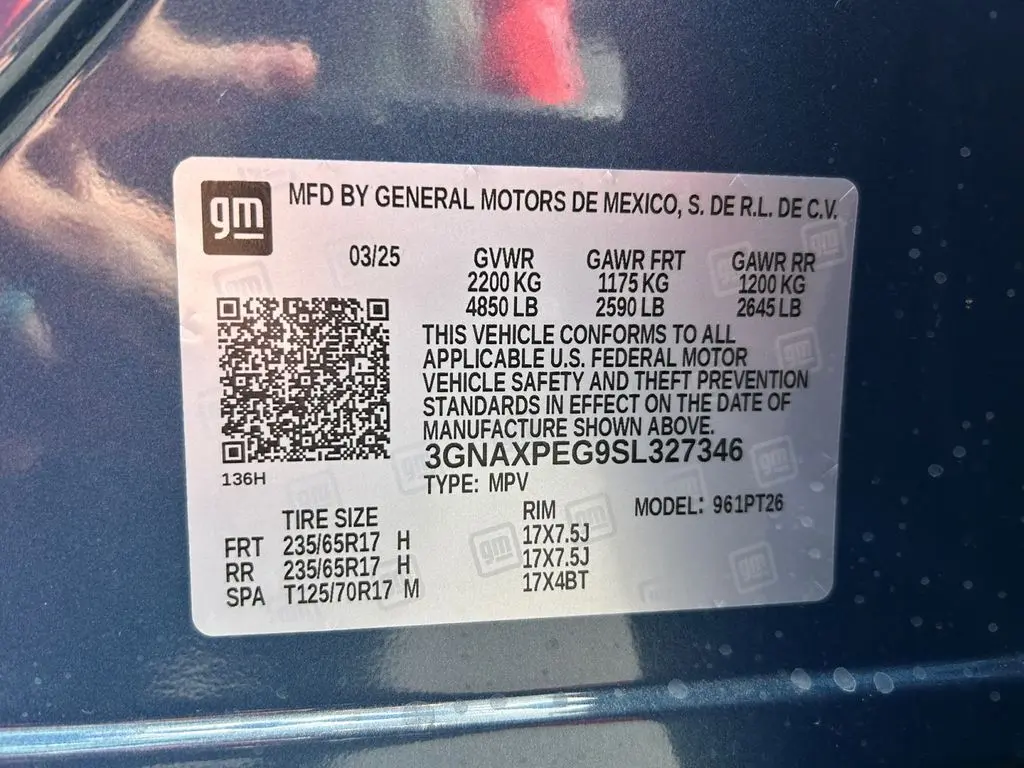 gm MFD BY GENERAL MOTORS DE MEXICO, S. DE R.L. DE C.V.
03/25 GVWR GAWR FRT GAWR RR
2200 KG 1175 KG 1200 KG
4850 LB 2590 LB 2645 LB
THIS VEHICLE CONFORMS TO ALL
APPLICABLE U.S. FEDERAL MOTOR
VEHICLE SAFETY AND THEFT PREVENTION
STANDARDS IN EFFECT ON THE DATE OF
MANUFACTURE SHOWN ABOVE.
3GNAXPEG9SL327346
136H
TYPE: MPV
TIRE SIZE RIM MODEL: 961PT26
FRT 235/65R17 H 17X7.5J
RR 235/65R17 H 17X7.5J
SPA T125/70R17 M 17X4BT